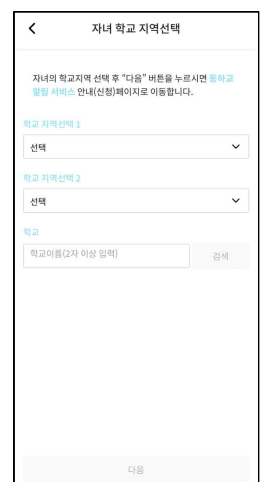 자녀 학교 지역선택
자녀의 학교지역 선택 후 “다음” 버튼을 누르시면 등하교
알림 서비스 안내(신청)페이지로 이동합니다.
학교 지역선택 1
선택
학교 지역선택 2
선택
학교
학교이름(2자 이상 입력)
검색
다음